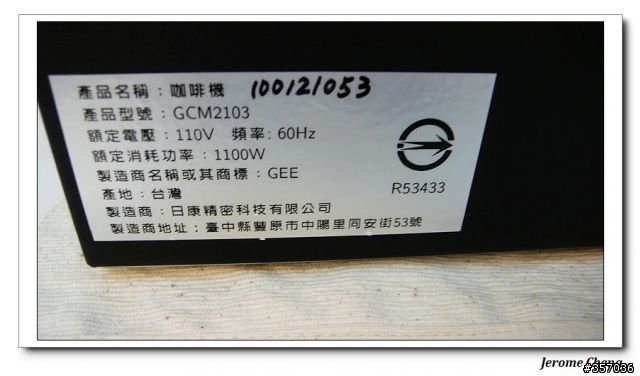 產品名稱：咖啡機 100121053
產品型號：GCM2103
額定電壓：110V 頻率：60Hz
額定消耗功率：1100W
製造商名稱或其商標：GEE
產地：台灣
製造商：日康精密科技有限公司
製造商地址：臺中縣豐原市中陽里同安街53號
R53433
Jerome Chang
#357036